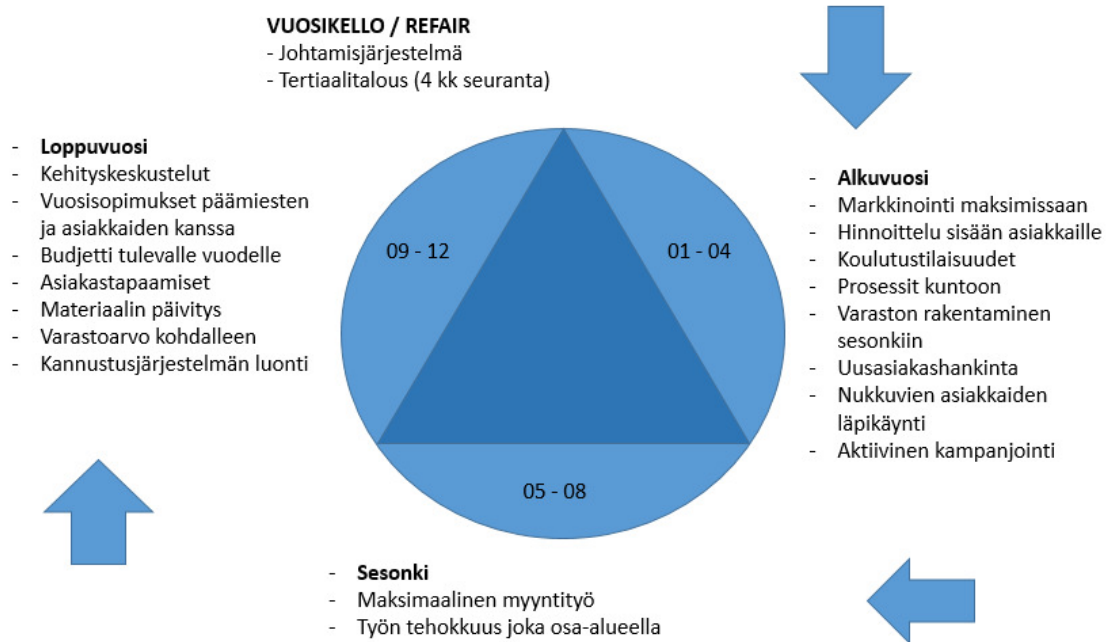 VUOSIKELLO / REFAIR
- Johtamisjärjestelmä
- Tertiaalitalous (4 kk seuranta)
- Loppuvuosi
- Kehityskeskustelut
- Vuosisopimukset päämiesten
ja asiakkaiden kanssa
- Budjetti tulevalle vuodelle
- Asiakastapaamiset
- Materiaalin päivitys
- Varastoarvo kohdalleen
- Kannustusjärjestelmän luonti
09 - 12
01 - 04
05 - 08
- Alkuvuosi
- Markkinointi maksimissaan
- Hinnoittelu sisään asiakkaille
- Koulutustilaisuudet
- Prosessit kuntoon
- Varaston rakentaminen
sesonkiin
- Uusasiakashankinta
- Nukkuvien asiakkaiden
läpikäynti
- Aktiivinen kampanjointi
- Sesonki
- Maksimaalinen myyntityö
- Työn tehokkuus joka osa-alueella